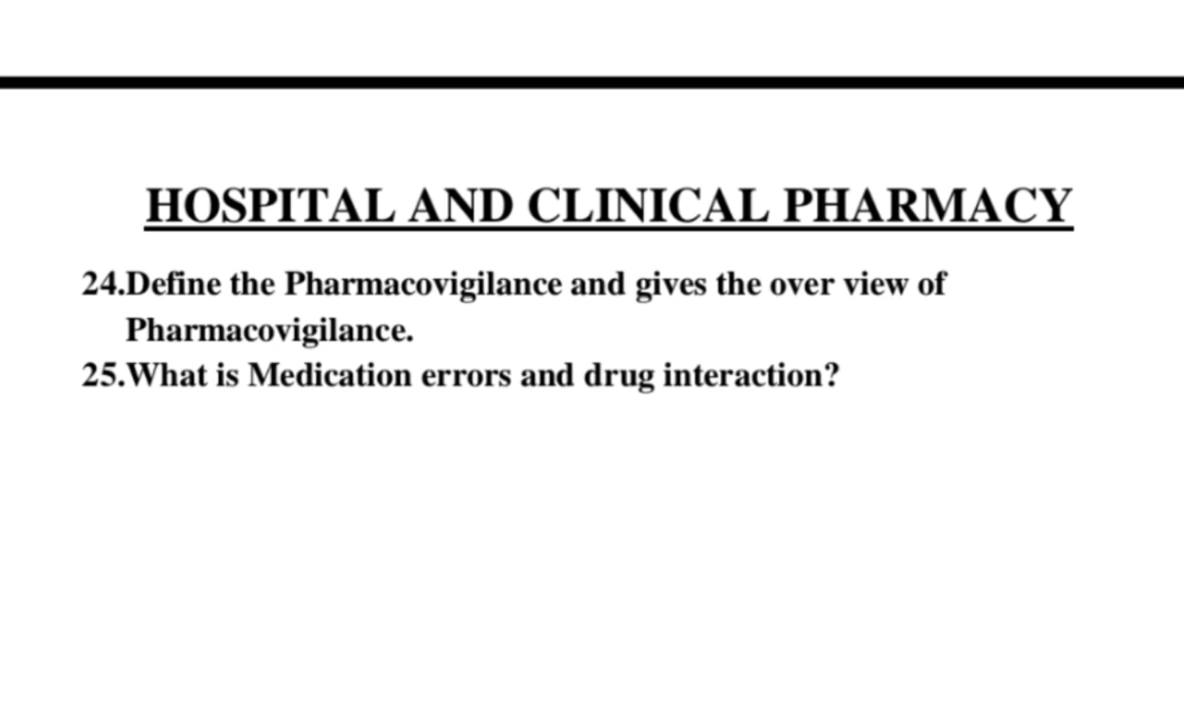 HOSPITAL AND CLINICAL PHARMACY
24.Define the Pharmacovigilance and gives the over view of
Pharmacovigilance.
25.What is Medication errors and drug interaction?